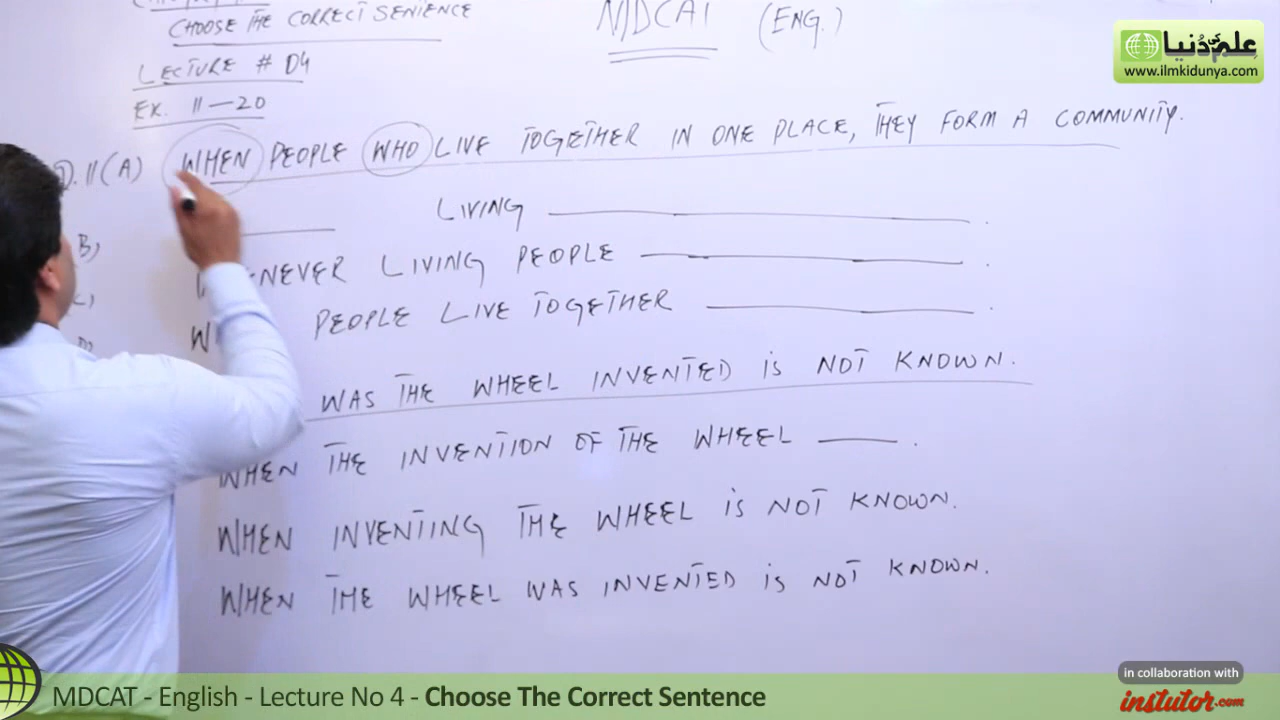 CHOOSE THE CORRECT SENTENCE
MDCAT (ENG.)
LECTURE # 04
EX. 11-20
علم کی دُنیا
www.ilmkidunya.com
Q.11(A) WHEN PEOPLE WHO LIVE TOGETHER IN ONE PLACE, THEY FORM A COMMUNITY.
B) LIVING
C) LIVING PEOPLE
D) PEOPLE LIVE TOGETHER
WAS THE WHEEL INVENTED IS NOT KNOWN.
WHEN THE INVENTION OF THE WHEEL
WHEN INVENTING THE WHEEL IS NOT KNOWN.
WHEN THE WHEEL WAS INVENTED IS NOT KNOWN.
in collaboration with
instutor.com
MDCAT - English - Lecture No 4 - Choose The Correct Sentence